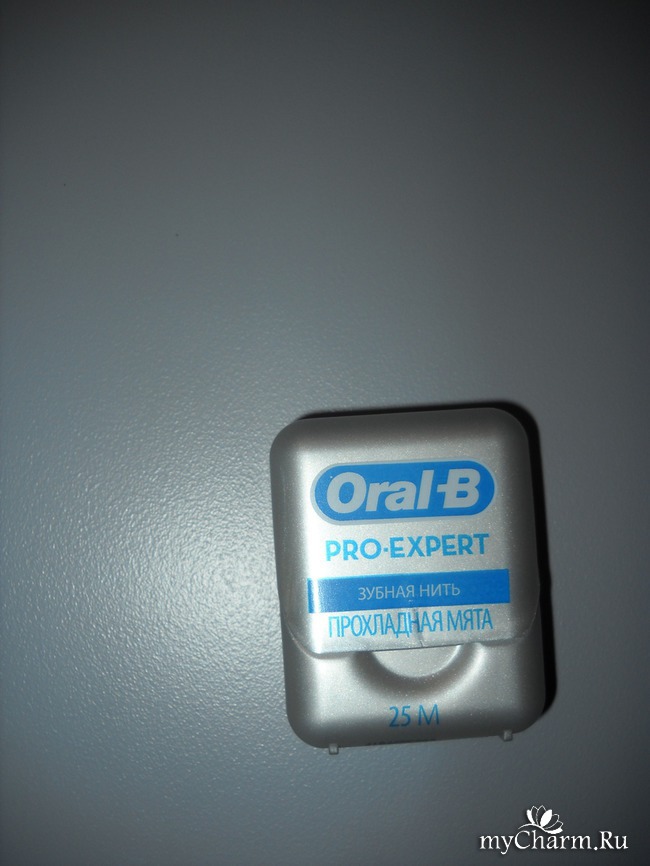 Oral-B
PRO-EXPERT
ЗУБНАЯ НИТЬ
ПРОХЛАДНАЯ МЯТА
25 М
myCharm.Ru